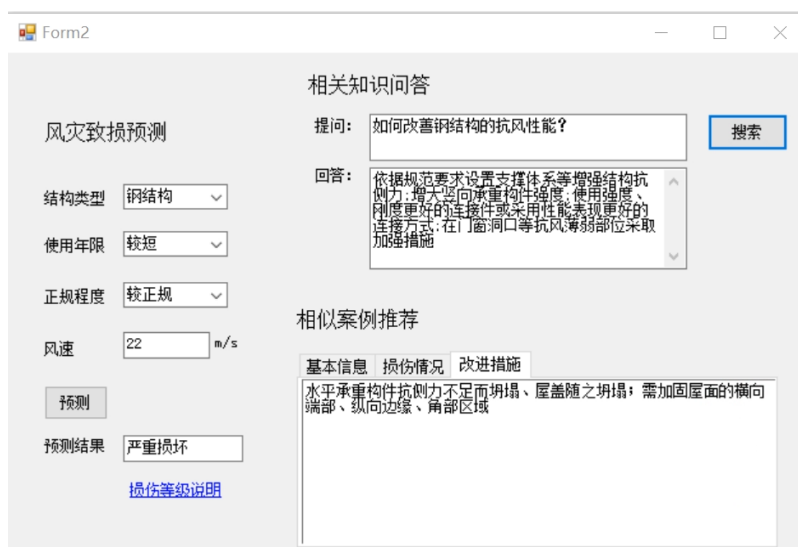 Form2
风灾致损预测
结构类型 钢结构
使用年限 较短
正规程度 较正规
风速 22 m/s
预测
预测结果 严重损坏
损伤等级说明
相关知识问答
提问: 如何改善钢结构的抗风性能? 搜索
回答: 依据规范要求设置支撑体系等增强结构抗
侧力;增大竖向承重构件强度;使用强度、
刚度更好的连接件或采用性能表现更好的
连接方式;在门窗洞口等抗风薄弱部位采取
加强措施
相似案例推荐
基本信息 损伤情况 改进措施
水平承重构件抗侧力不足而坍塌、屋盖随之坍塌；需加固屋面的横向
端部、纵向边缘、角部区域